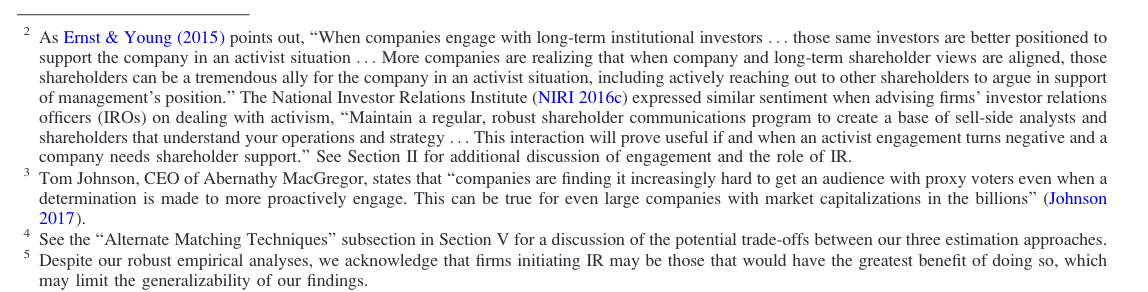 2 As Ernst & Young (2015) points out, “When companies engage with long-term institutional investors . . . those same investors are better positioned to
support the company in an activist situation . . . More companies are realizing that when company and long-term shareholder views are aligned, those
shareholders can be a tremendous ally for the company in an activist situation, including actively reaching out to other shareholders to argue in support
of management’s position.” The National Investor Relations Institute (NIRI 2016c) expressed similar sentiment when advising firms’ investor relations
officers (IROs) on dealing with activism, “Maintain a regular, robust shareholder communications program to create a base of sell-side analysts and
shareholders that understand your operations and strategy . . . This interaction will prove useful if and when an activist engagement turns negative and a
company needs shareholder support.” See Section II for additional discussion of engagement and the role of IR.
3 Tom Johnson, CEO of Abernathy MacGregor, states that “companies are finding it increasingly hard to get an audience with proxy voters even when a
determination is made to more proactively engage. This can be true for even large companies with market capitalizations in the billions” (Johnson
2017).
4 See the “Alternate Matching Techniques” subsection in Section V for a discussion of the potential trade-offs between our three estimation approaches.
5 Despite our robust empirical analyses, we acknowledge that firms initiating IR may be those that would have the greatest benefit of doing so, which
may limit the generalizability of our findings.